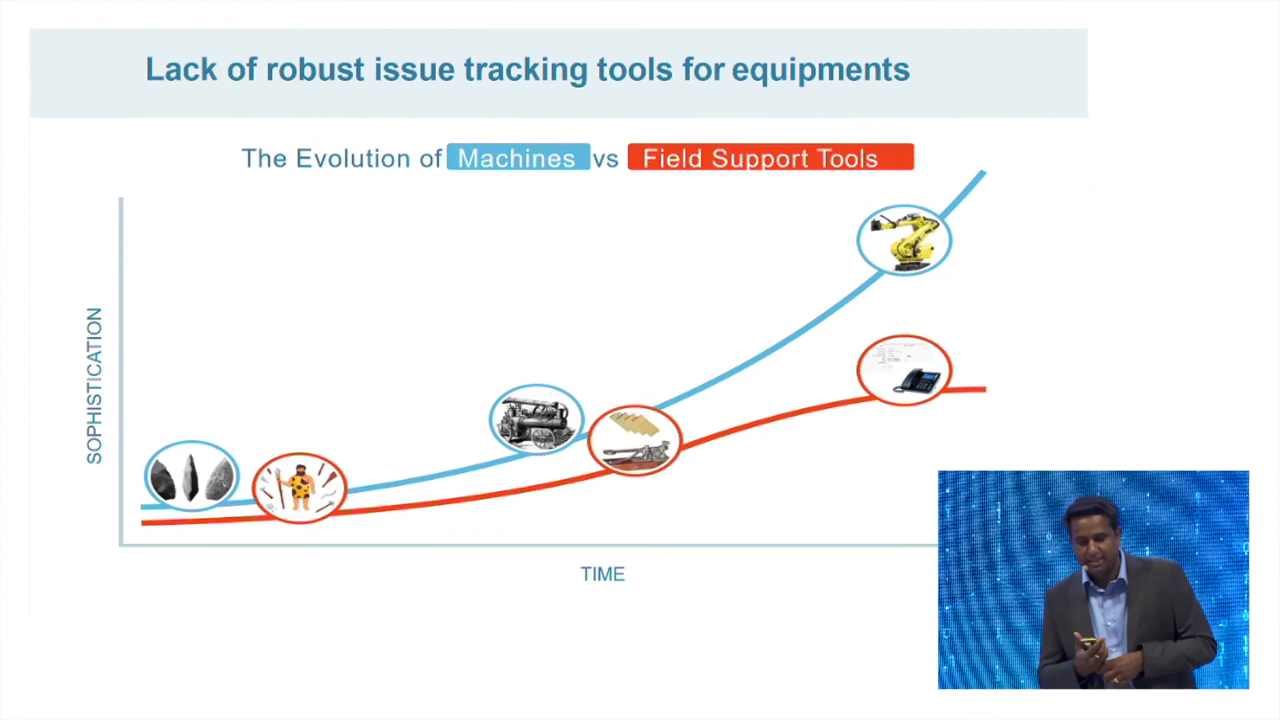 Lack of robust issue tracking tools for equipments
The Evolution of Machines vs Field Support Tools
SOPHISTICATION
TIME